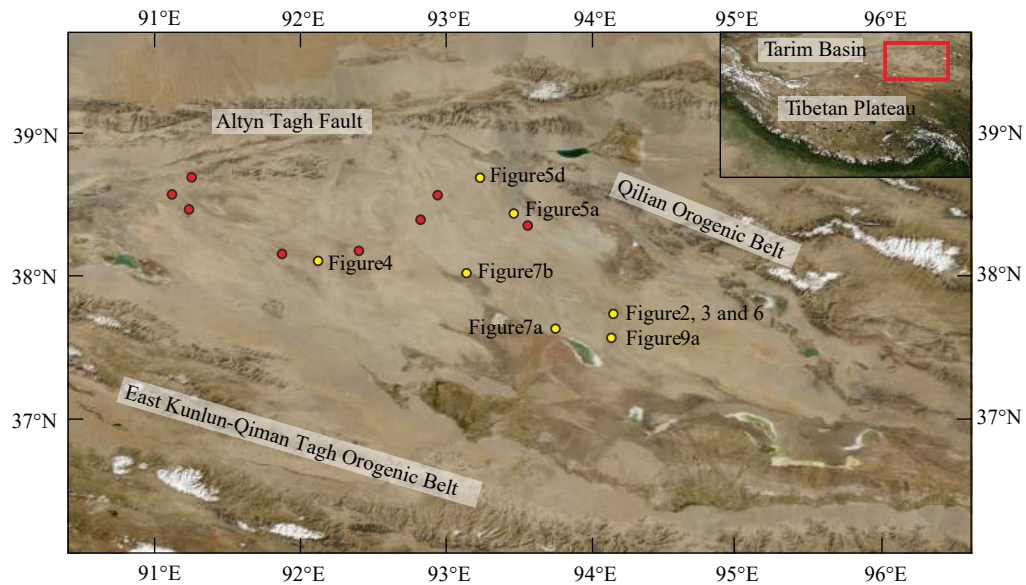 91°E 92°E 93°E 94°E 95°E 96°E
Tarim Basin
Tibetan Plateau
Altyn Tagh Fault
39°N 39°N
Figure5d
Qilian Orogenic Belt
Figure5a
Figure4
38°N 38°N
Figure7b
Figure2, 3 and 6
Figure7a
Figure9a
East Kunlun-Qiman Tagh Orogenic Belt
37°N 37°N
91°E 92°E 93°E 94°E 95°E 96°E